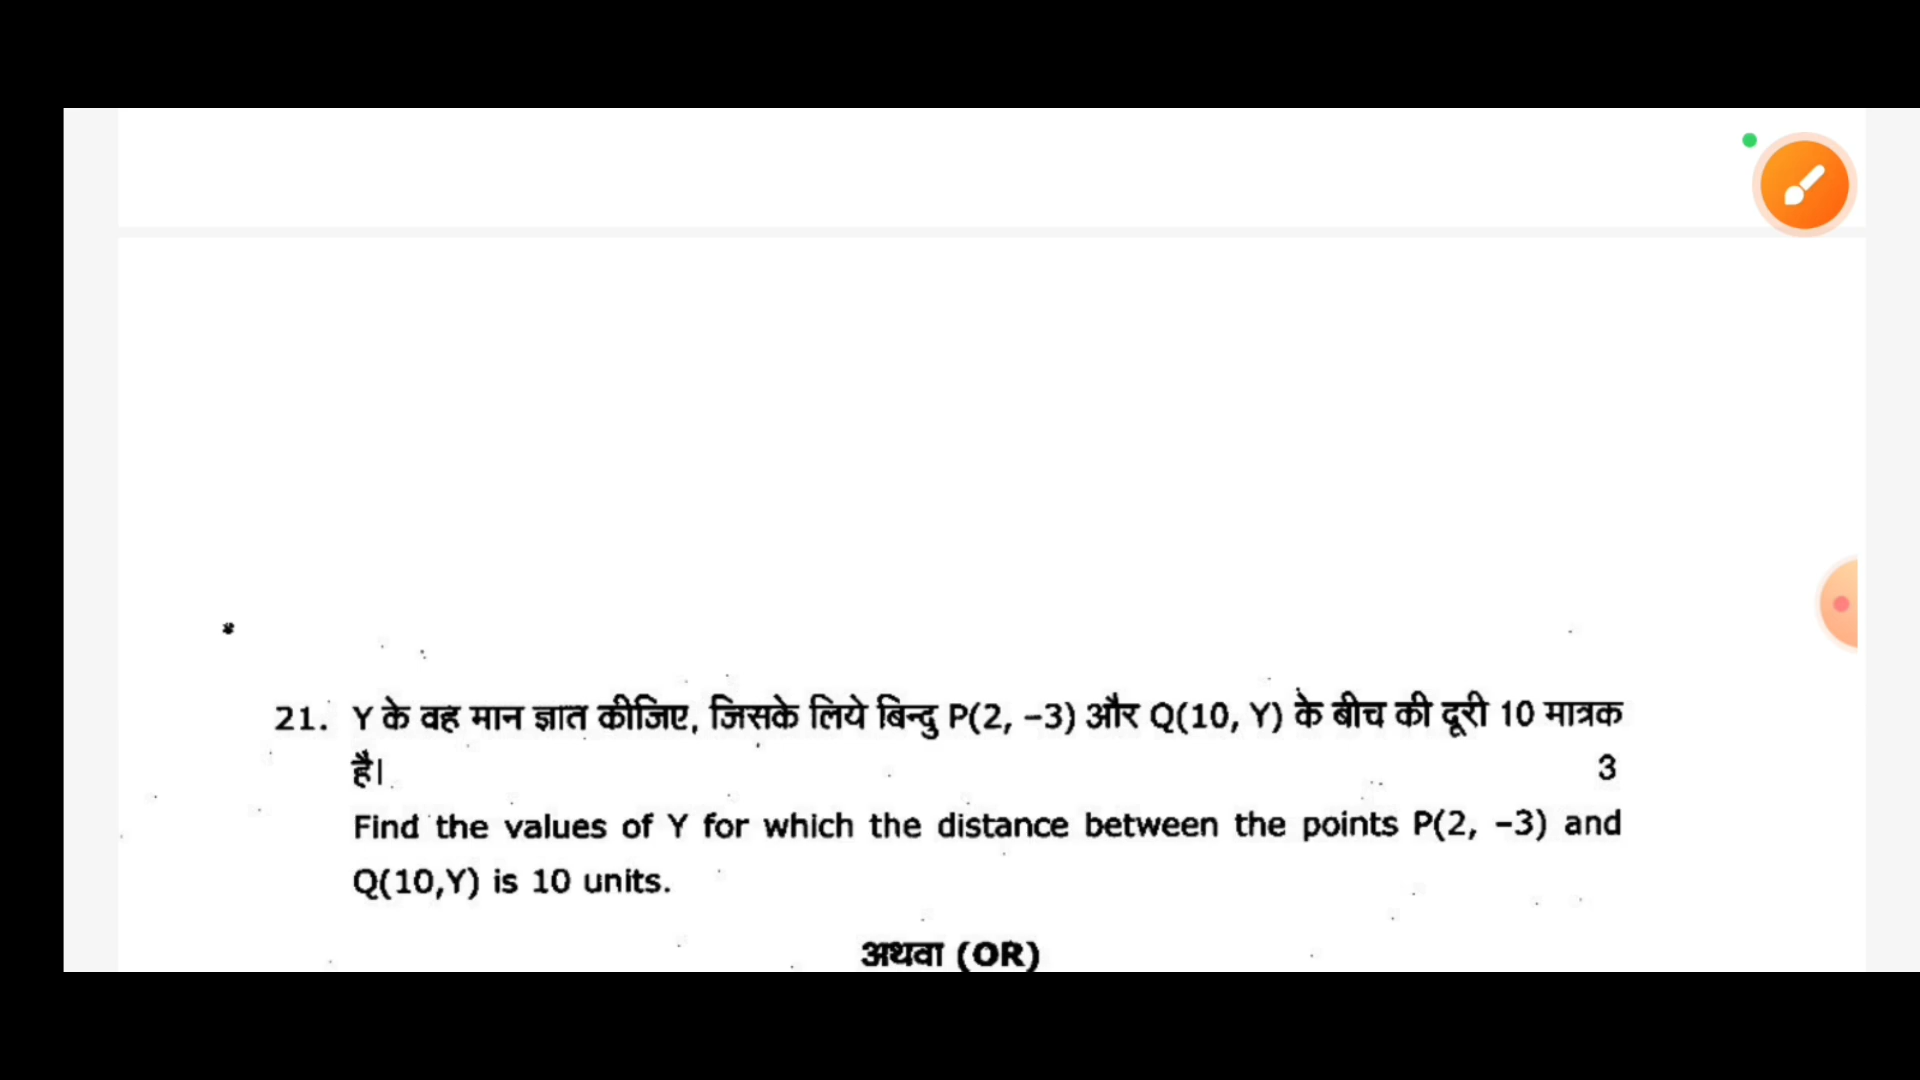 21. Y के वह मान ज्ञात कीजिए, जिसके लिये बिन्दु P(2, –3) और Q(10, Y) के बीच की दूरी 10 मात्रक
है। 3
Find the values of Y for which the distance between the points P(2, –3) and
Q(10,Y) is 10 units.
अथवा (OR)